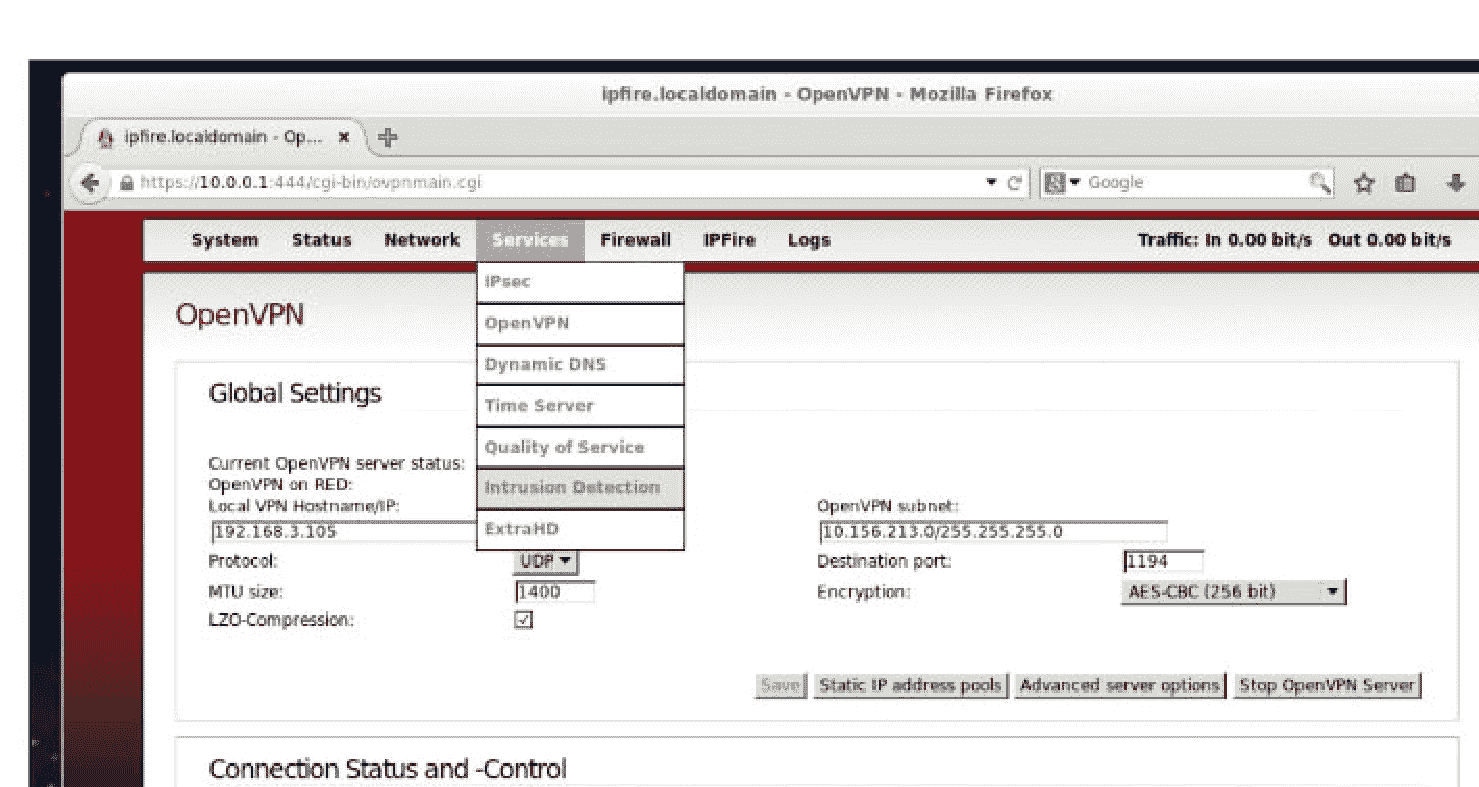 ipfire.localdomain - OpenVPN - Mozilla Firefox
ipfire.localdomain - Op...
https://10.0.0.1:444/cgi-bin/ovpnmain.cgi
Google
System Status Network Services Firewall IPFire Logs Traffic: In 0.00 bit/s Out 0.00 bit/s
IPsec
OpenVPN
Dynamic DNS
Time Server
Quality of Service
Intrusion Detection
ExtraHD
OpenVPN
Global Settings
Current OpenVPN server status:
OpenVPN on RED:
Local VPN Hostname/IP: OpenVPN subnet:
192.168.3.105 10.156.213.0/255.255.255.0
Protocol: UDP Destination port: 1194
MTU size: 1400 Encryption: AES-CBC (256 bit)
LZO-Compression:
Save Static IP address pools Advanced server options Stop OpenVPN Server
Connection Status and -Control